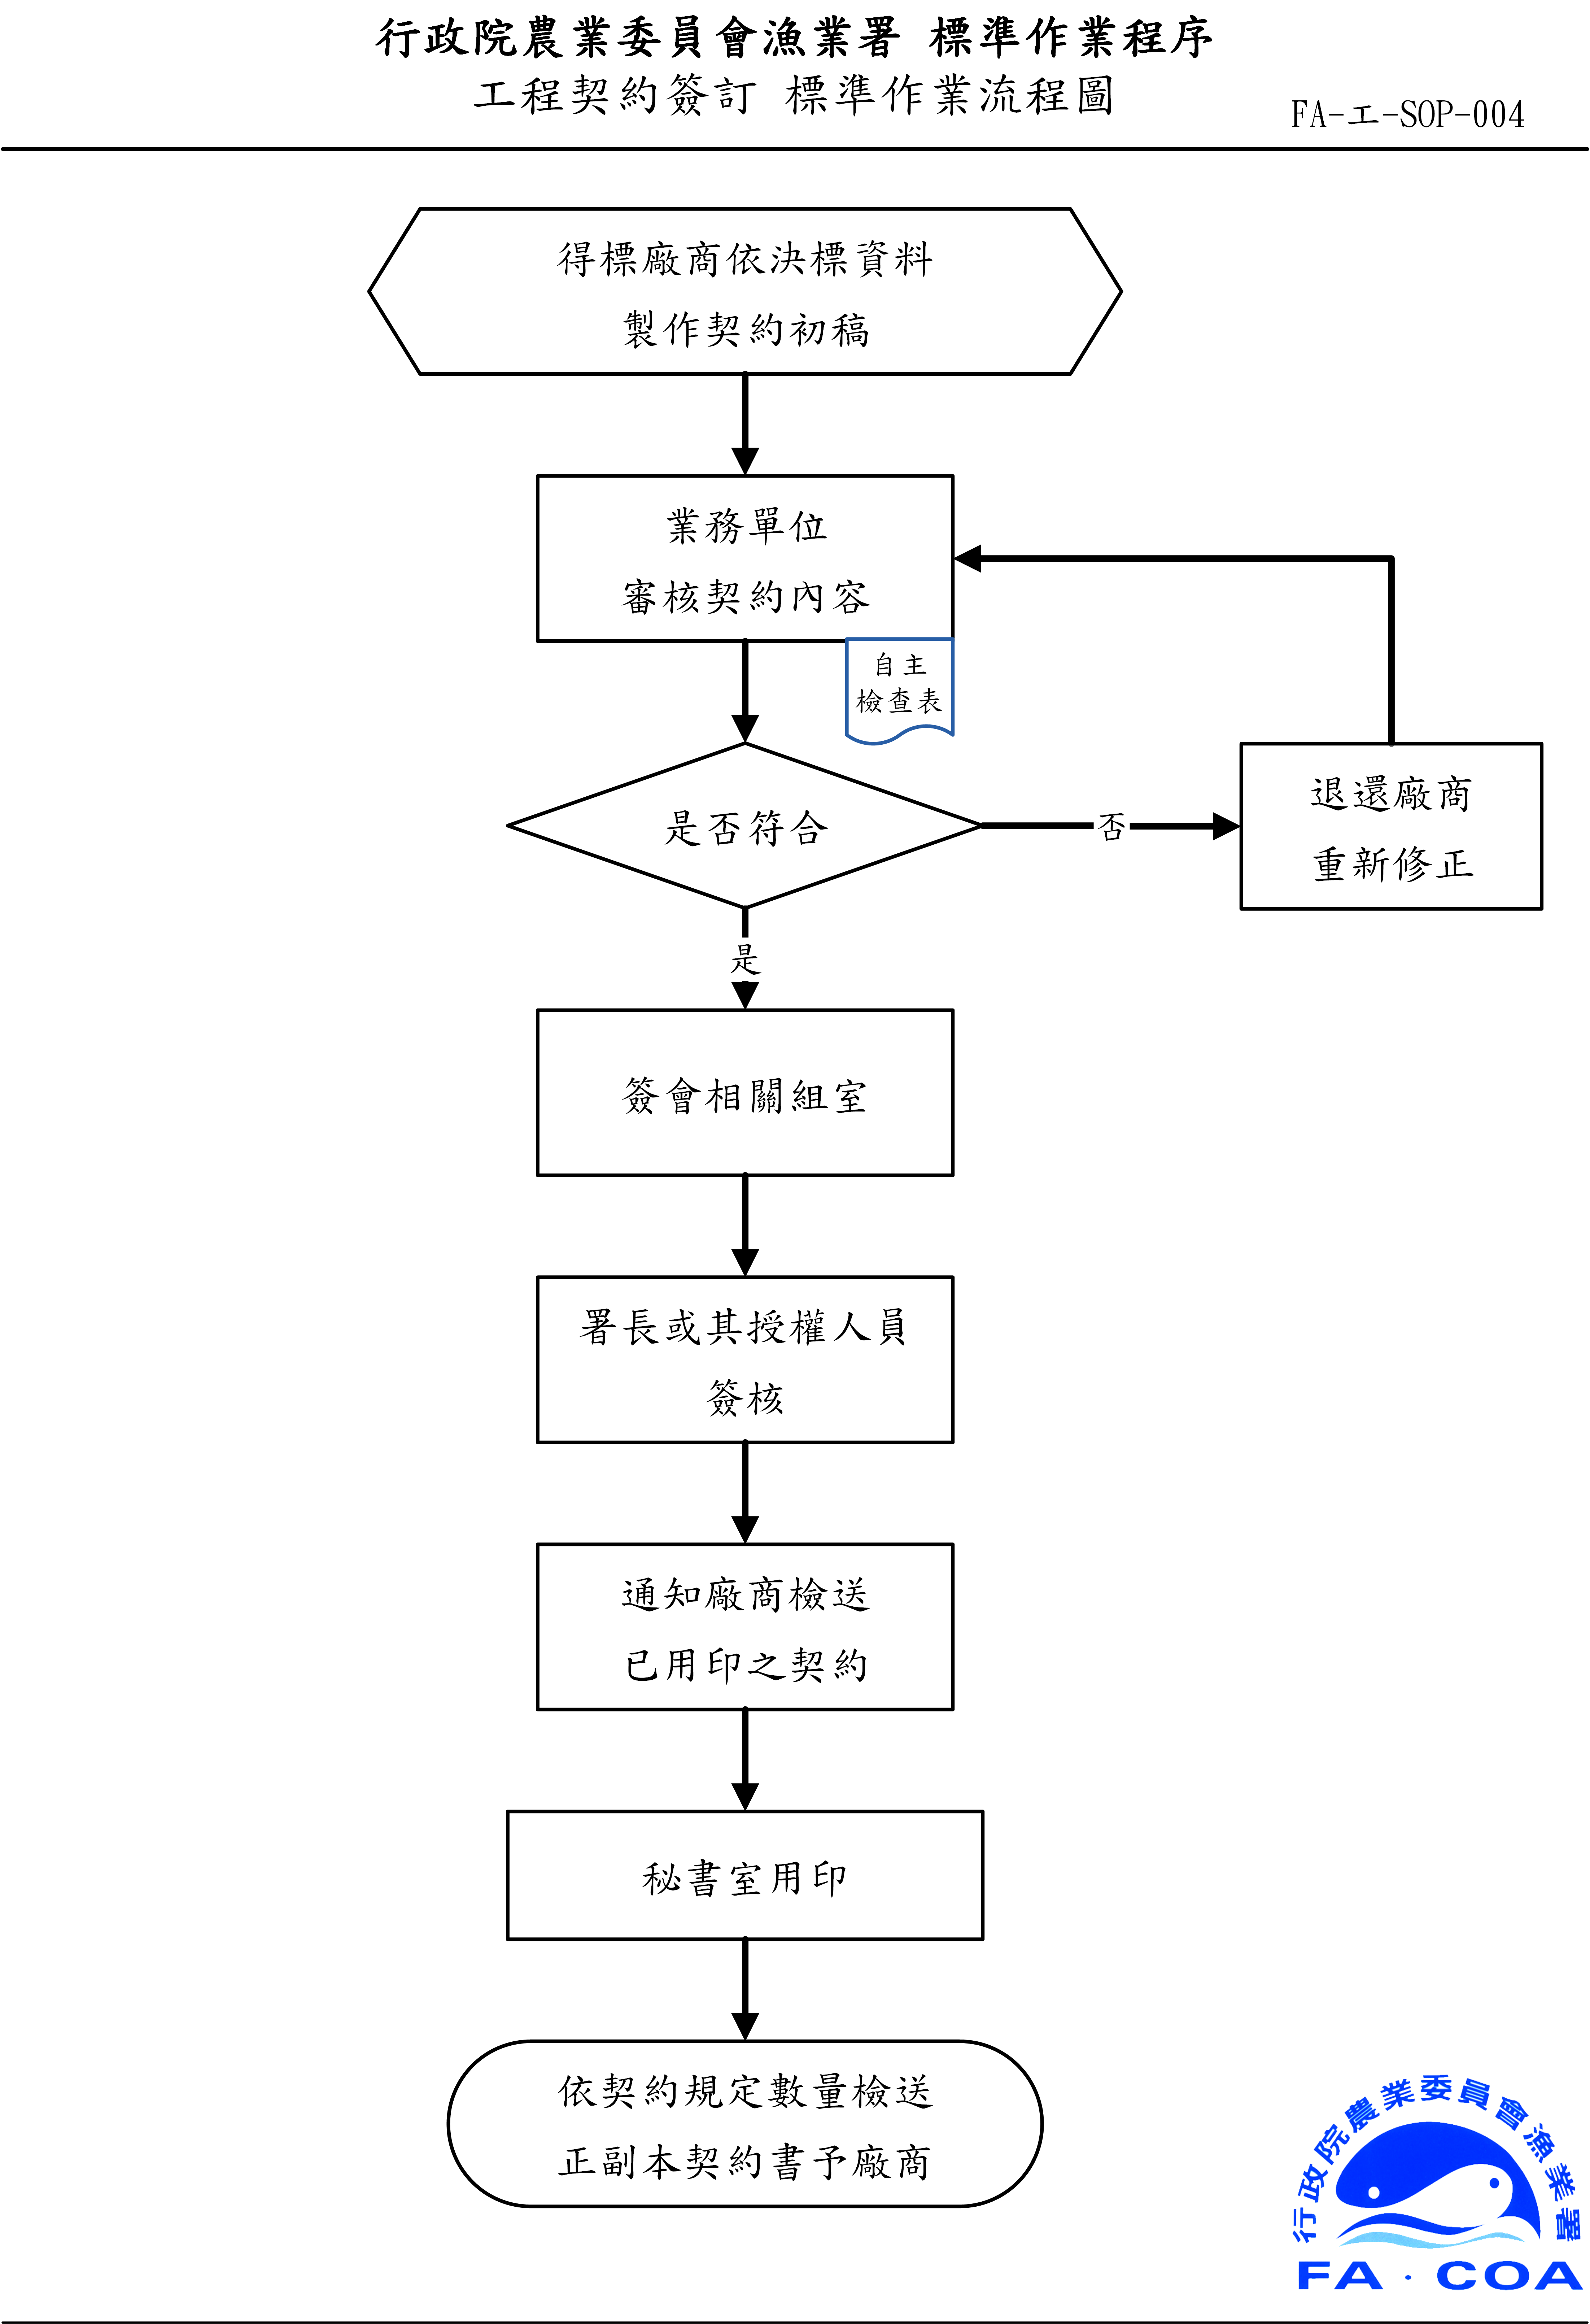 行政院農業委員會漁業署 標準作業程序
工程契約簽訂 標準作業流程圖
FA-工-SOP-004
得標廠商依決標資料
製作契約初稿
業務單位
審核契約內容
自主
檢查表
是否符合
否
退還廠商
重新修正
是
簽會相關組室
署長或其授權人員
簽核
通知廠商檢送
已用印之契約
秘書室用印
依契約規定數量檢送
正副本契約書予廠商
行政院農業委員會漁業署
FA·COA